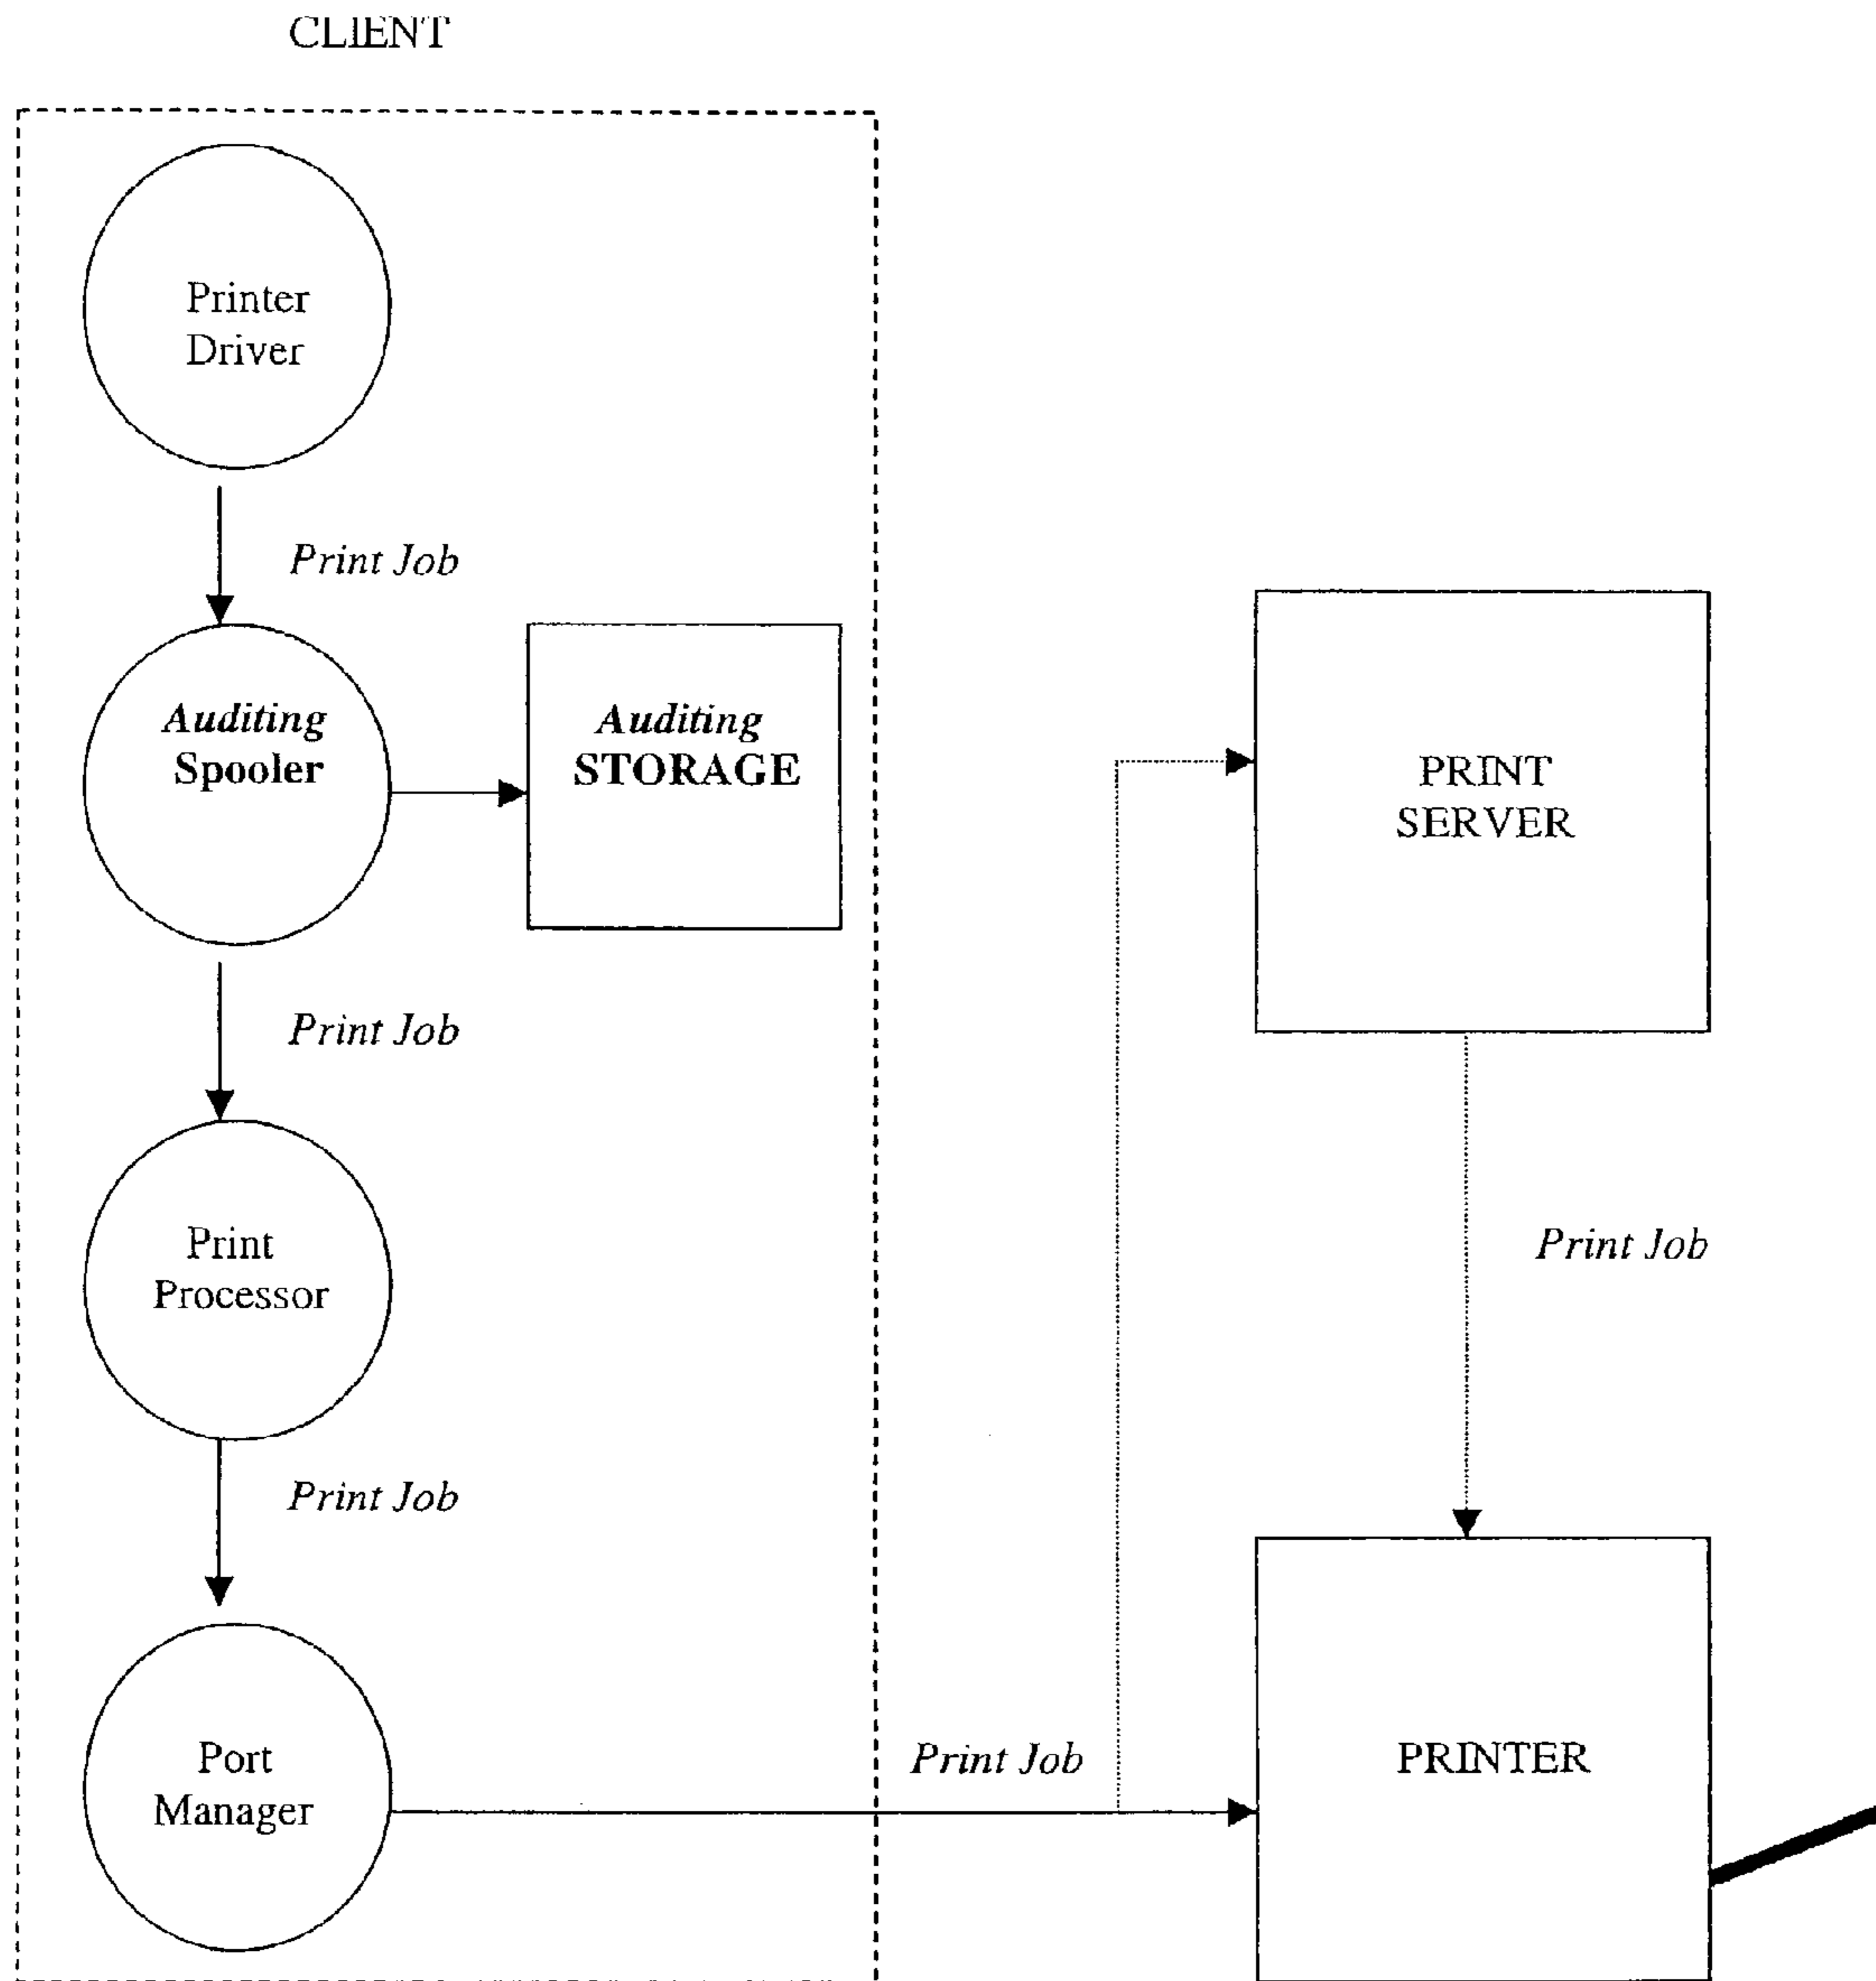 CLIENT
Printer
Driver
Print Job
Auditing
Spooler
Auditing
STORAGE
PRINT
SERVER
Print Job
Print
Processor
Print Job
Print Job
Port
Manager
Print Job
PRINTER